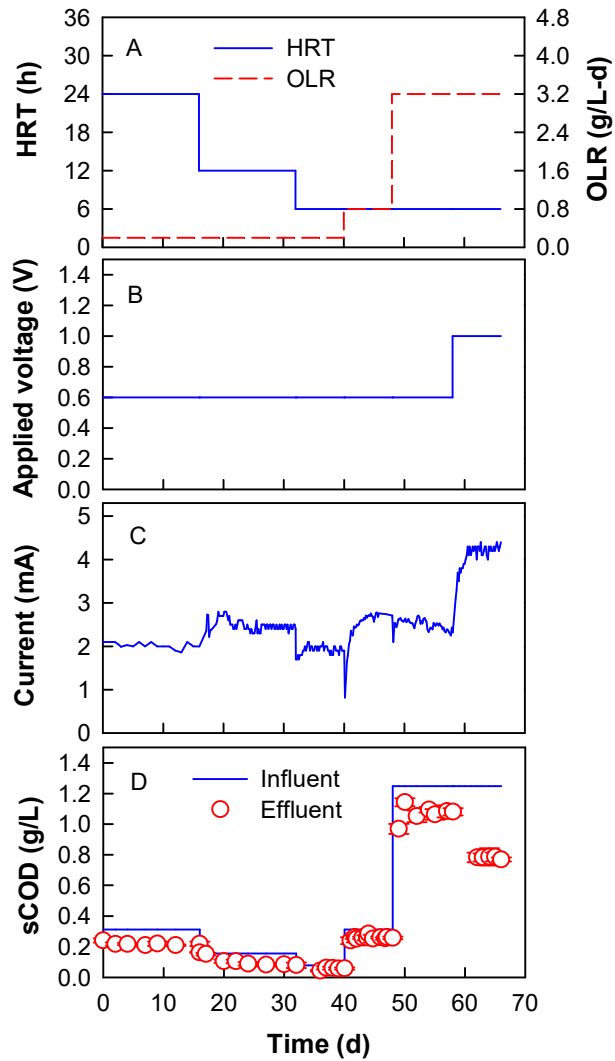 36
30
24
18
12
6
0
HRT (h)
A
HRT
OLR
4.8
4.0
3.2
2.4
1.6
0.8
0.0
OLR (g/L-d)
1.4
1.2
1.0
0.8
0.6
0.4
0.2
0.0
Applied voltage (V)
B
5
4
3
2
1
0
Current (mA)
C
1.4
1.2
1.0
0.8
0.6
0.4
0.2
0.0
sCOD (g/L)
D
Influent
Effluent
0 10 20 30 40 50 60 70
Time (d)